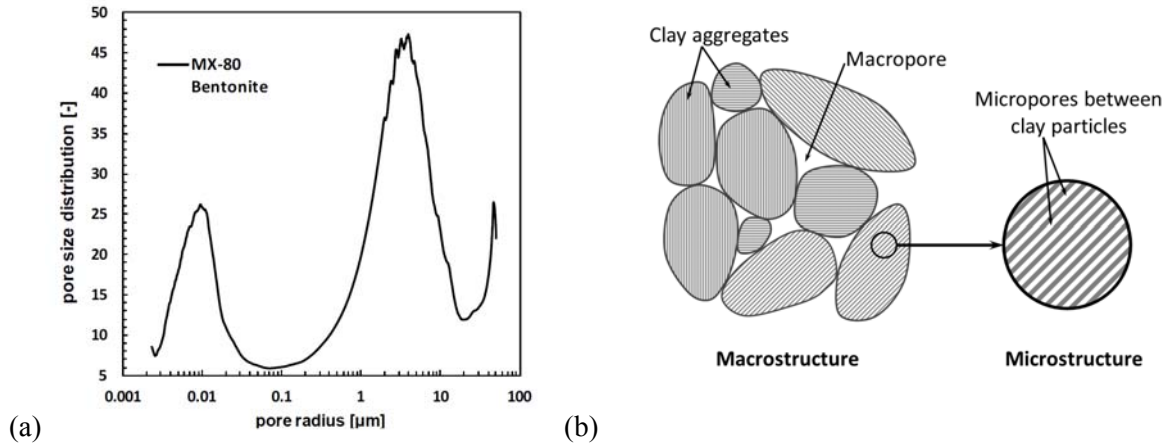 50
45
40
35
30
25
20
15
10
5
pore size distribution [-]
MX-80
Bentonite
0.001
0.01
0.1
1
10
100
pore radius [µm]
(a)
Clay aggregates
Macropore
Micropores between
clay particles
Macrostructure
Microstructure
(b)